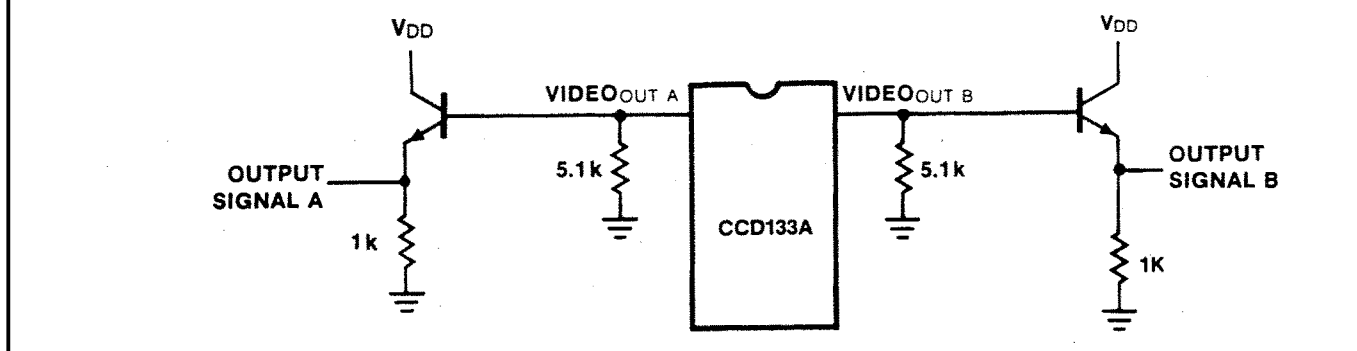 VDD
VDD
VIDEOOUT A
VIDEOOUT B
5.1k
5.1k
OUTPUT
SIGNAL A
OUTPUT
SIGNAL B
CCD133A
1k
1K